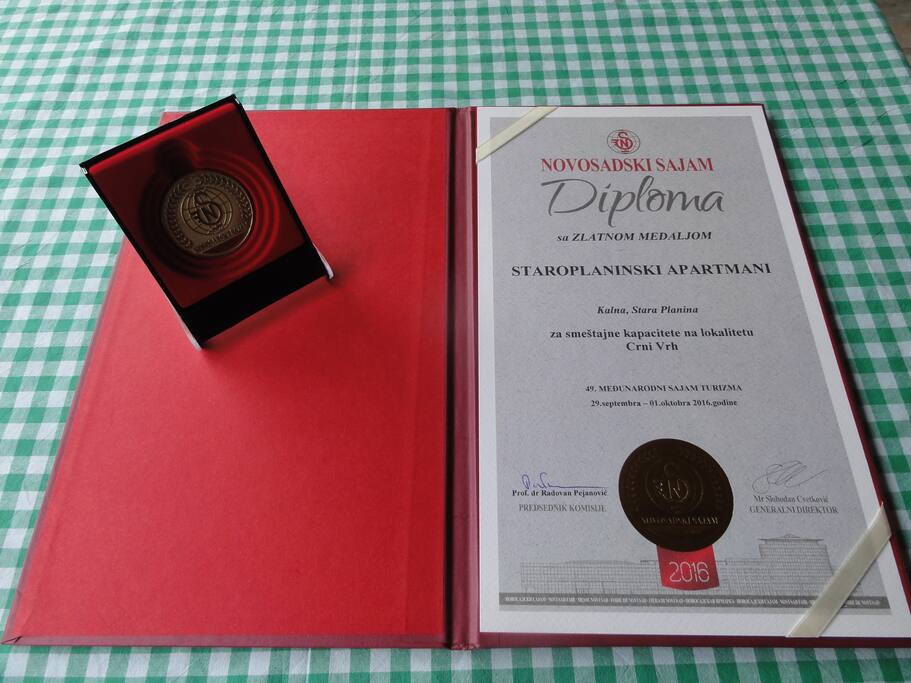 NOVOSADSKI SAJAM
Diploma
sa ZLATNOM MEDALJOM
STAROPLANINSKI APARTMANI
Kalna, Stara Planina
za smeštajne kapacitete na lokalitetu
Crni Vrh
49. MEĐUNARODNI SAJAM TURIZMA
29.septembra – 01.oktobra 2016.godine
Prof. dr Radovan Pejanović
PREDSEDNIK KOMISIJE
Mr Slobodan Cvetković
GENERALNI DIREKTOR
NOVOSADSKI SAJAM
2016